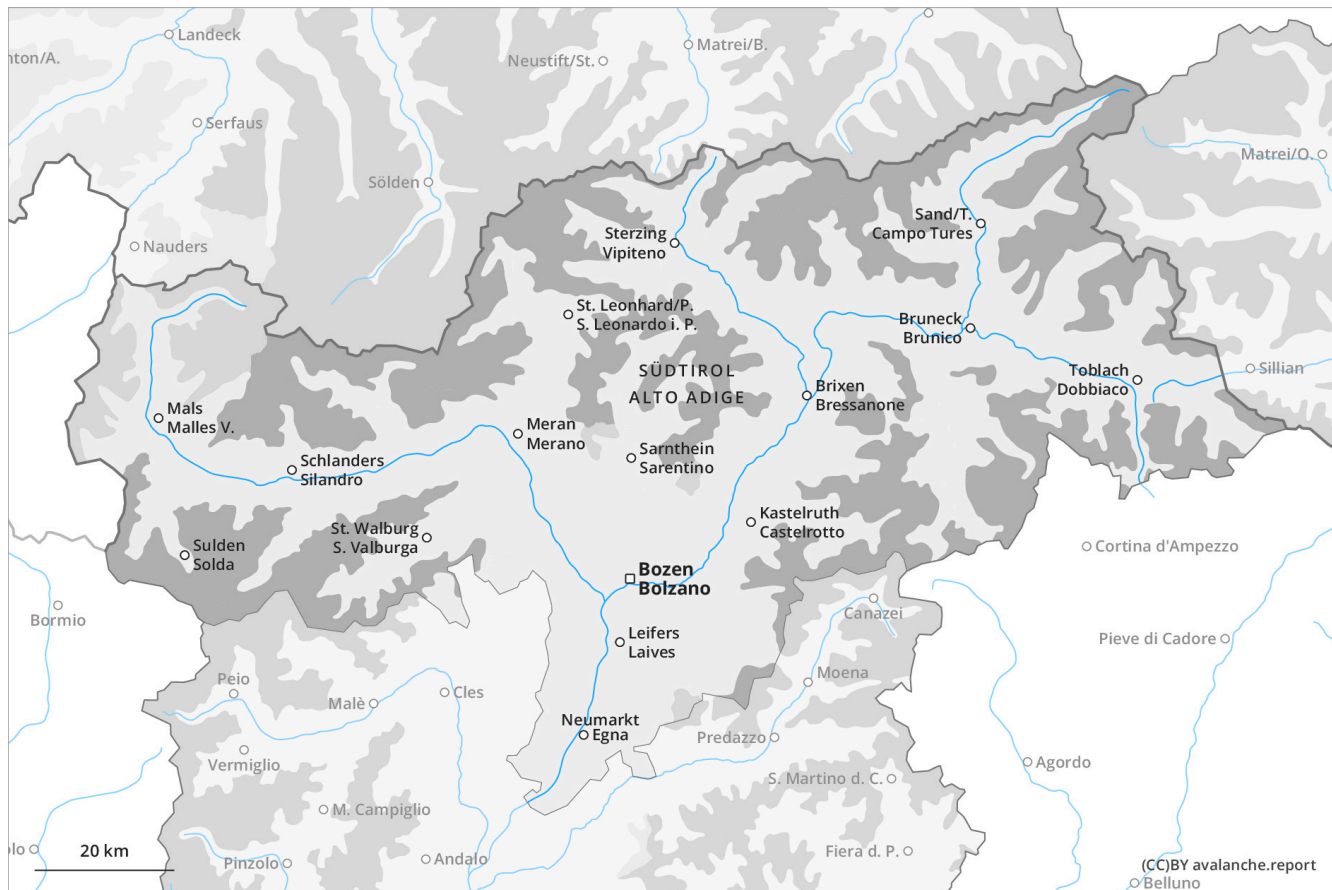 Landeck
Matrei/B.
nton/A.
Neustift/St.
Serfaus
Matrei/O.
Sölden
Sand/T.
Campo Tures
Nauders
Sterzing
Vipiteno
St. Leonhard/P.
S. Leonardo i. P.
Bruneck
Brunico
SÜDTIROL
ALTO ADIGE
Toblach
Dobbiaco
Sillian
Brixen
Bressanone
Mals
Malles V.
Meran
Merano
Sarnthein
Sarentino
Schlanders
Silandro
Kastelruth
Castelrotto
St. Walburg
S. Valburga
Sulden
Solda
Cortina d'Ampezzo
Bozen
Bolzano
Bormio
Canazei
Leifers
Laives
Pieve di Cadore
Peio
Moena
Malè
Cles
Neumarkt
Egna
Predazzo
Vermiglio
Agordo
S. Martino d. C.
M. Campiglio
olo
20 km
Pinzolo
Andalo
Fiera d. P.
(CC)BY avalanche.report
Belluno